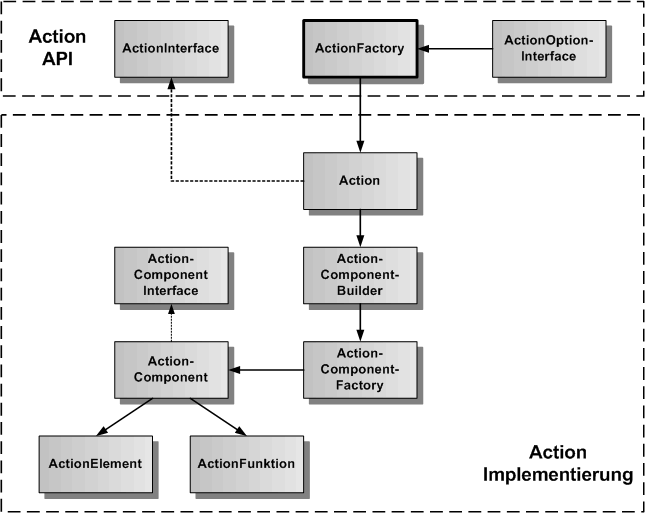 Action
API
ActionInterface
ActionFactory
ActionOption-
Interface
Action
Action-
Component
Interface
Action-
Component-
Builder
Action-
Component
Action-
Component-
Factory
ActionElement
ActionFunktion
Action
Implementierung